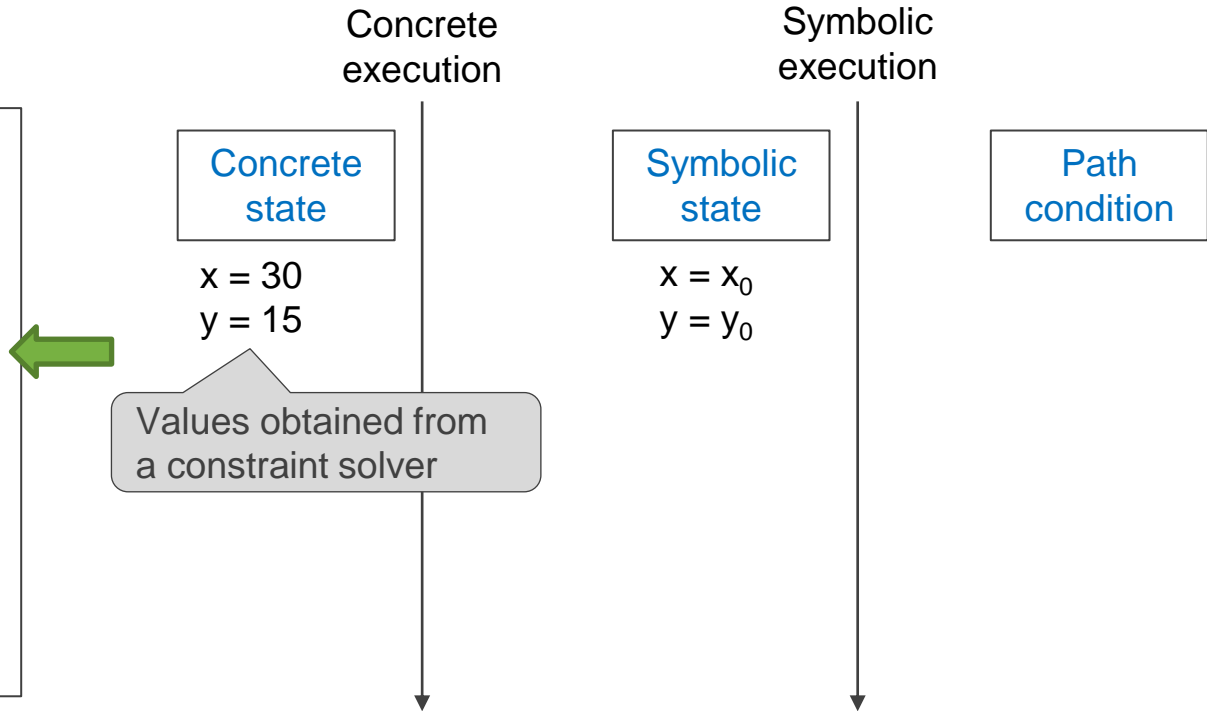 Concrete
execution
Symbolic
execution
Concrete
state
Symbolic
state
Path
condition
x = 30
y = 15
x = x₀
y = y₀
Values obtained from
a constraint solver